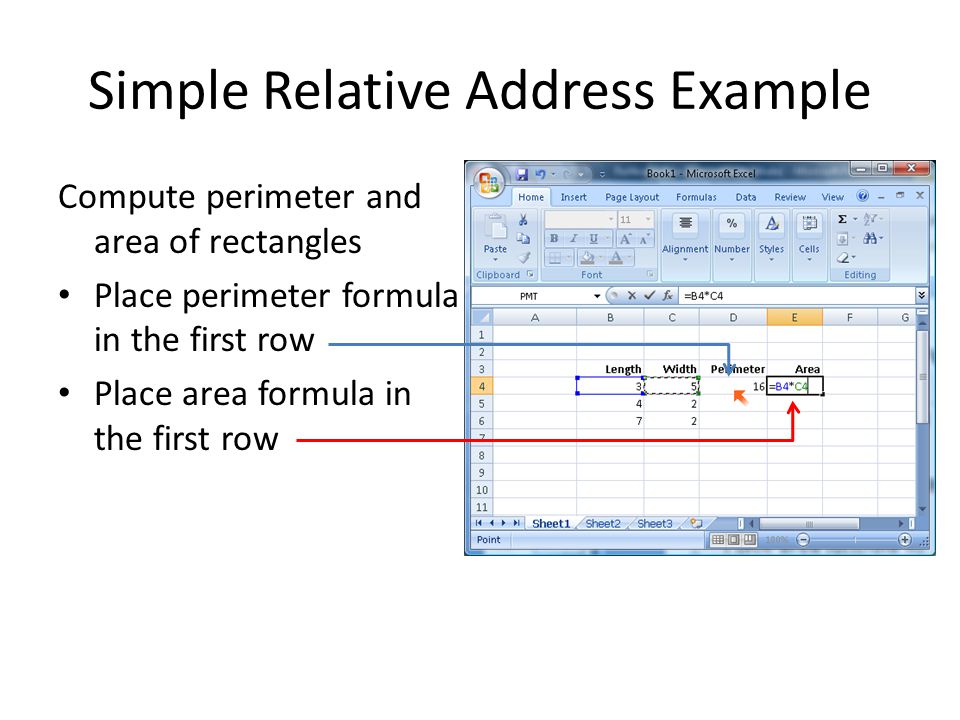 Simple Relative Address Example
Compute perimeter and
area of rectangles
• Place perimeter formula
in the first row
• Place area formula in
the first row
Book1 - Microsoft Excel
Home Insert Page Layout Formulas Data Review View
Paste
11
B I U A A
A
%
A
Σ
Alignment Number Styles Cells
Clipboard Font Editing
PMT fx =B4*C4
A B C D E F G
1
2
3 Length Width Perimeter Area
4 3 5 16 =B4*C4
5 4 2
6 7 2
7
8
9
10
11
Sheet1 Sheet2 Sheet3
Point 100%